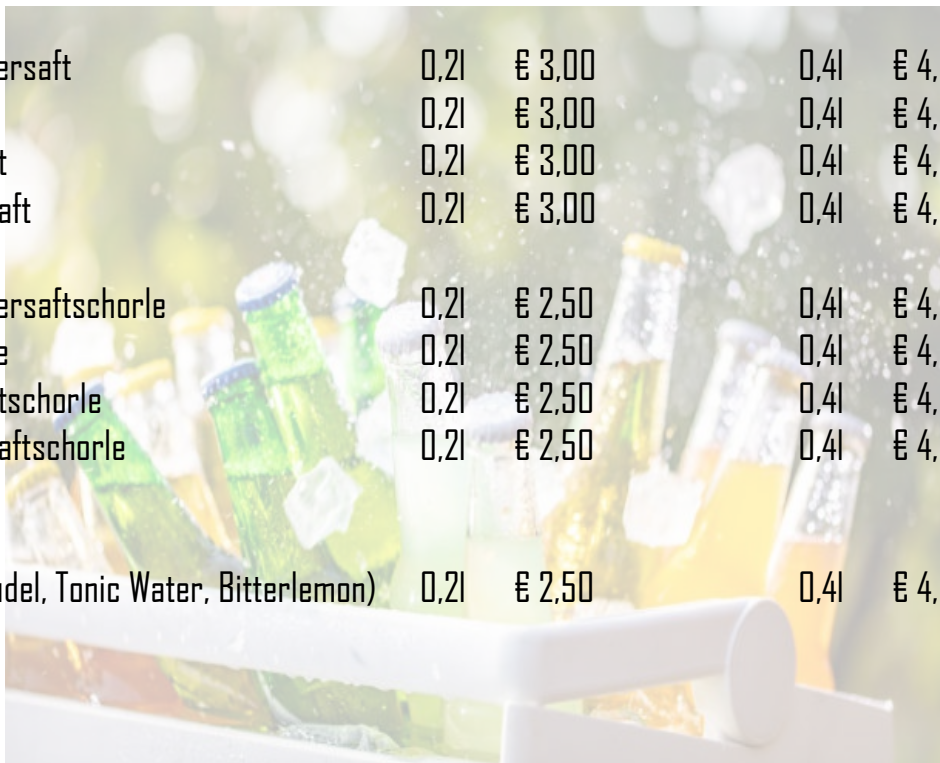 ersaft 0,2l € 3,00 0,4l € 4,
0,2l € 3,00 0,4l € 4,
t 0,2l € 3,00 0,4l € 4,
aft 0,2l € 3,00 0,4l € 4,
ersaftschorle 0,2l € 2,50 0,4l € 4,
e 0,2l € 2,50 0,4l € 4,
tschorle 0,2l € 2,50 0,4l € 4,
aftschorle 0,2l € 2,50 0,4l € 4,
udel, Tonic Water, Bitterlemon) 0,2l € 2,50 0,4l € 4,